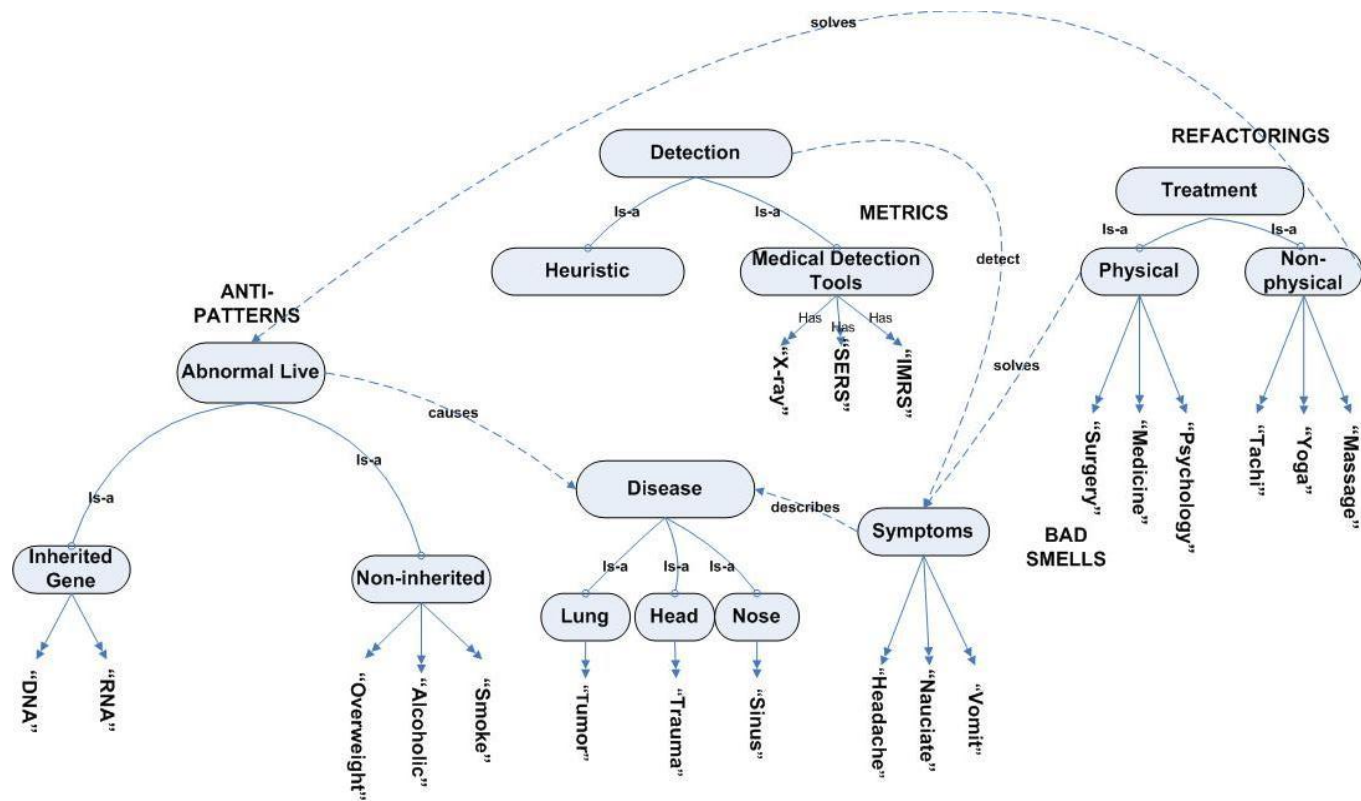 solves
REFACTORINGS
Detection
Treatment
Is-a
Is-a
METRICS
Is-a
Is-a
Heuristic
Medical Detection
Tools
detect
Physical
Non-
physical
ANTI-
PATTERNS
Has
Has
Has
Abnormal Live
“X-ray”
“SERS”
“IMRS”
solves
causes
“Surgery”
“Medicine”
“Psychology”
“Tachi”
“Yoga”
“Massage”
Is-a
Is-a
Disease
describes
Symptoms
BAD
SMELLS
Inherited
Gene
Non-inherited
Is-a
Is-a
Is-a
Lung
Head
Nose
“DNA”
“RNA”
“Overweight”
“Alcoholic”
“Smoke”
“Tumor”
“Trauma”
“Sinus”
“Headache”
“Nauciate”
“Vomit”